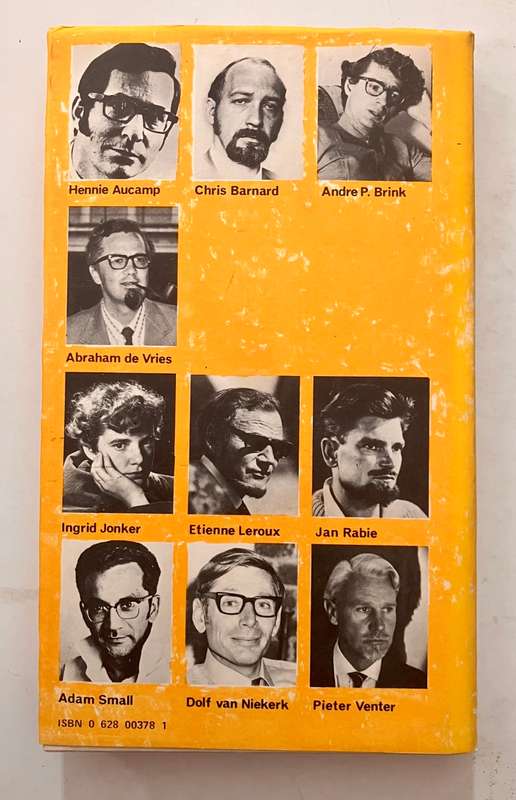 Hennie Aucamp
Chris Barnard
Andre P. Brink
Abraham de Vries
Ingrid Jonker
Etienne Leroux
Jan Rabie
Adam Small
Dolf van Niekerk
Pieter Venter
ISBN 0 628 00378 1